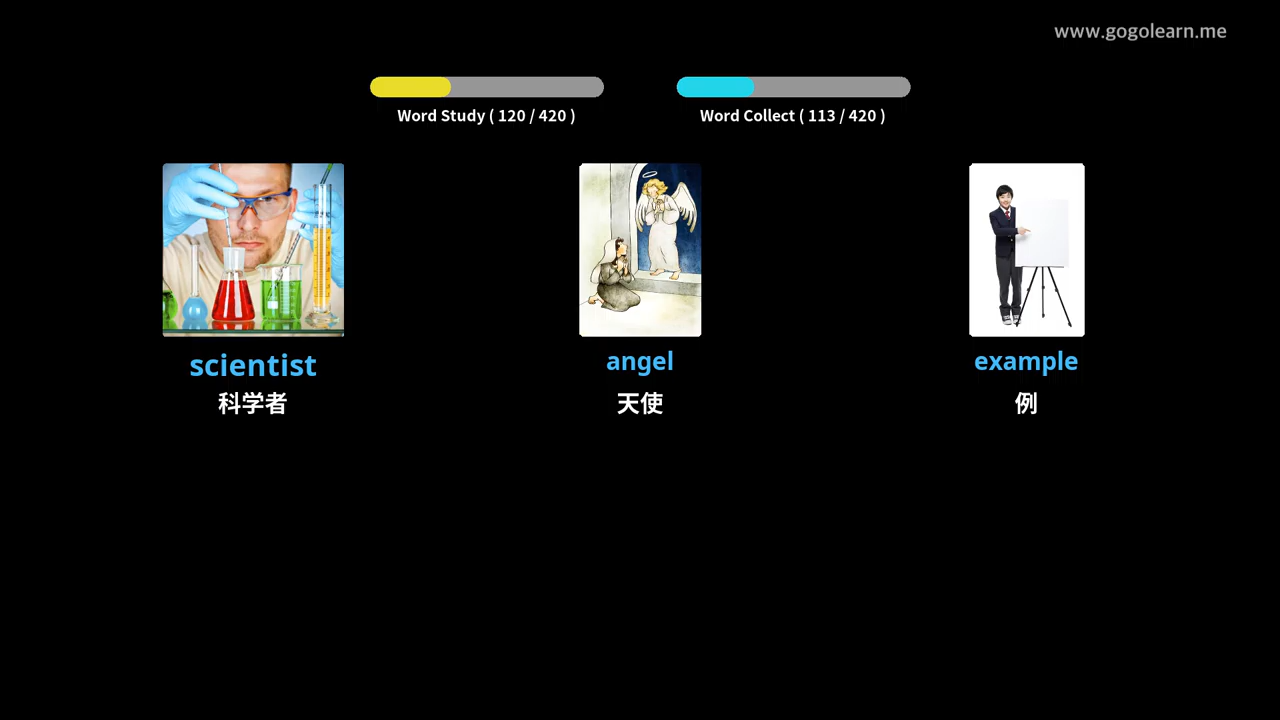 www.gogolearn.me
Word Study ( 120 / 420 )
Word Collect ( 113 / 420 )
scientist
angel
example
科学者
天使
例